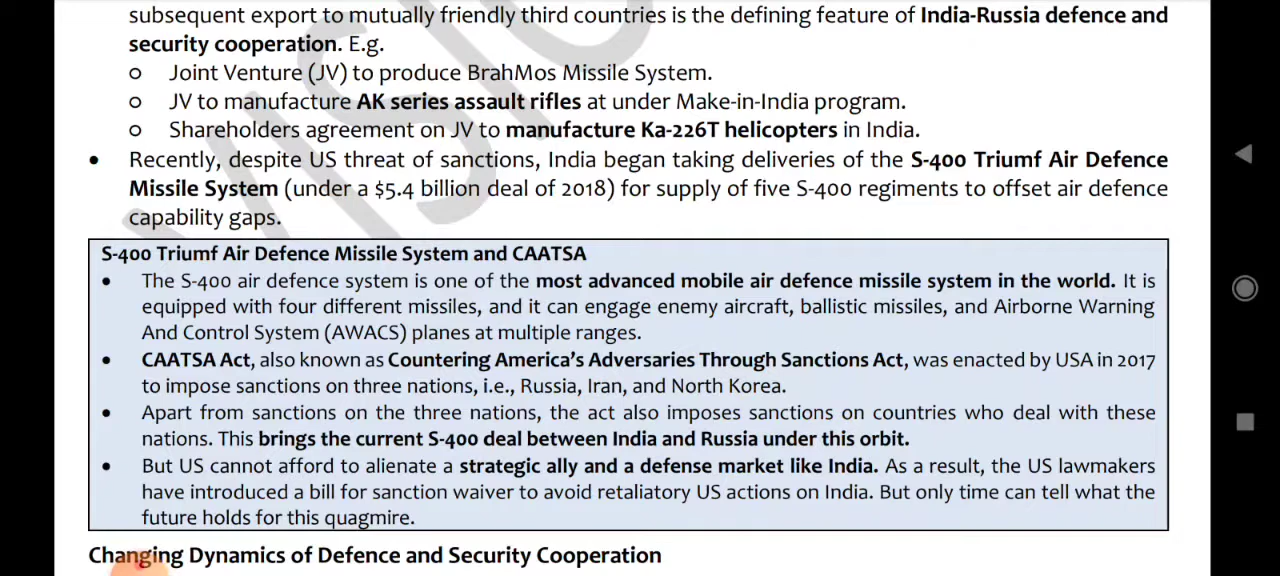 subsequent export to mutually friendly third countries is the defining feature of India-Russia defence and
security cooperation. E.g.
o Joint Venture (JV) to produce BrahMos Missile System.
o JV to manufacture AK series assault rifles at under Make-in-India program.
o Shareholders agreement on JV to manufacture Ka-226T helicopters in India.
• Recently, despite US threat of sanctions, India began taking deliveries of the S-400 Triumf Air Defence
Missile System (under a $5.4 billion deal of 2018) for supply of five S-400 regiments to offset air defence
capability gaps.
S-400 Triumf Air Defence Missile System and CAATSA
• The S-400 air defence system is one of the most advanced mobile air defence missile system in the world. It is
equipped with four different missiles, and it can engage enemy aircraft, ballistic missiles, and Airborne Warning
And Control System (AWACS) planes at multiple ranges.
• CAATSA Act, also known as Countering America's Adversaries Through Sanctions Act, was enacted by USA in 2017
to impose sanctions on three nations, i.e., Russia, Iran, and North Korea.
• Apart from sanctions on the three nations, the act also imposes sanctions on countries who deal with these
nations. This brings the current S-400 deal between India and Russia under this orbit.
• But US cannot afford to alienate a strategic ally and a defense market like India. As a result, the US lawmakers
have introduced a bill for sanction waiver to avoid retaliatory US actions on India. But only time can tell what the
future holds for this quagmire.
Changing Dynamics of Defence and Security Cooperation